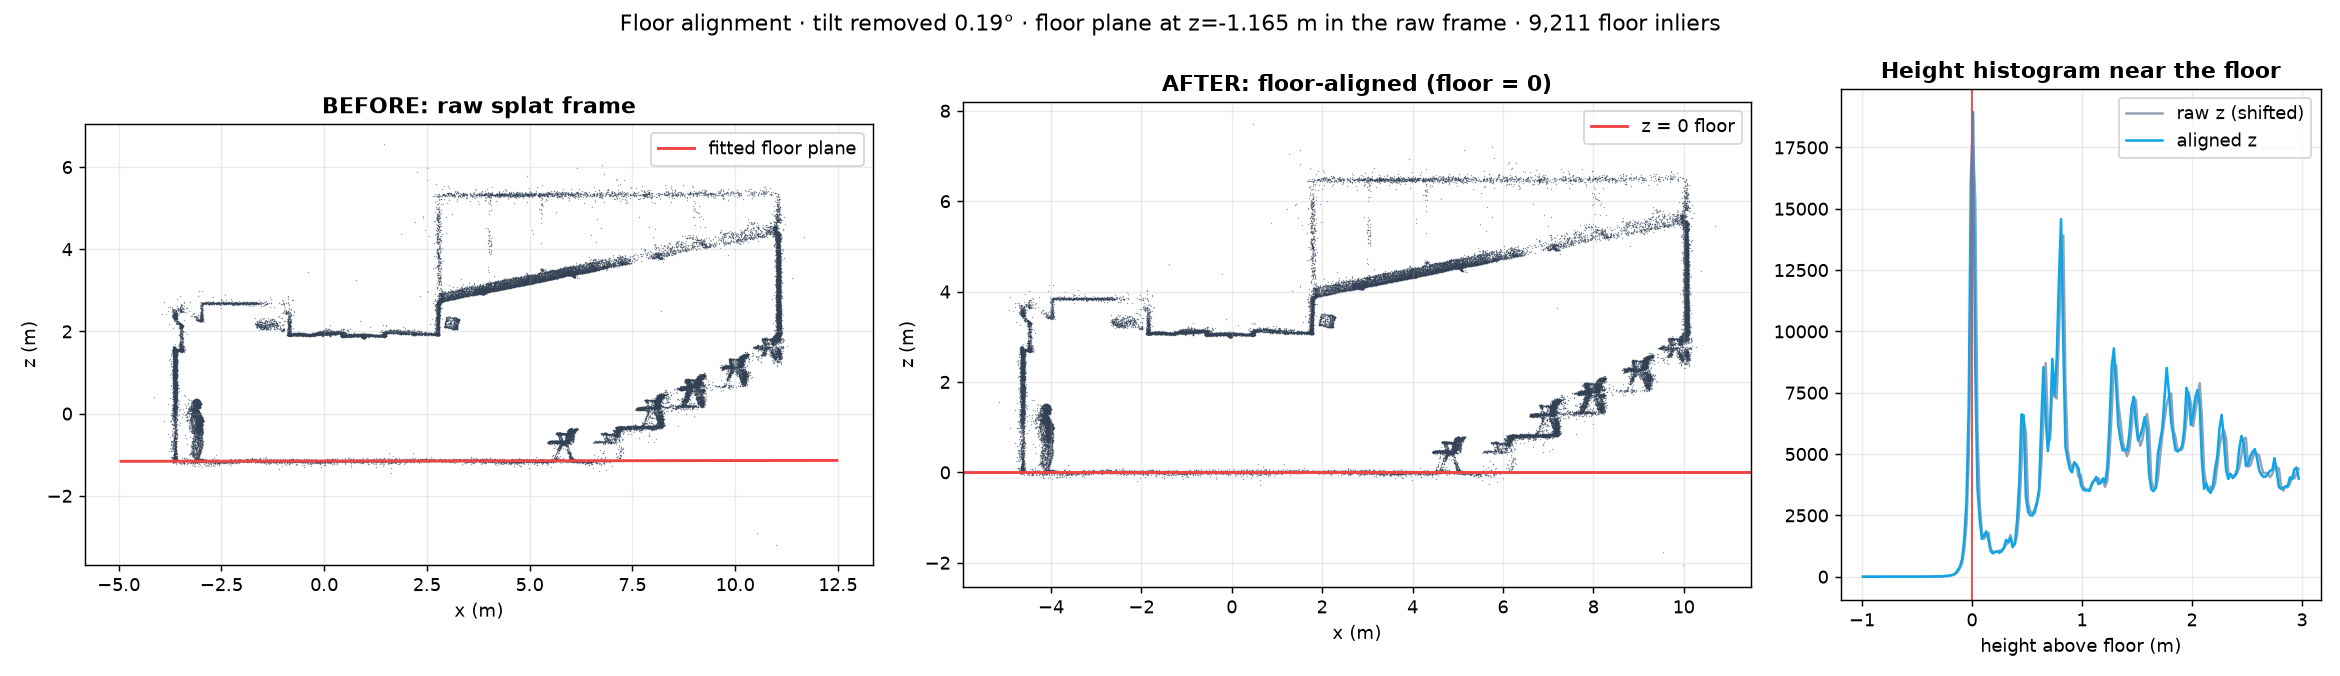 Floor alignment · tilt removed 0.19° · floor plane at z=-1.165 m in the raw frame · 9,211 floor inliers
BEFORE: raw splat frame
fitted floor plane
6
4
2
0
−2
z (m)
−5.0 −2.5 0.0 2.5 5.0 7.5 10.0 12.5
x (m)
AFTER: floor-aligned (floor = 0)
z = 0 floor
8
6
4
2
0
−2
z (m)
−4 −2 0 2 4 6 8 10
x (m)
Height histogram near the floor
raw z (shifted)
aligned z
17500
15000
12500
10000
7500
5000
2500
0
−1 0 1 2 3
height above floor (m)